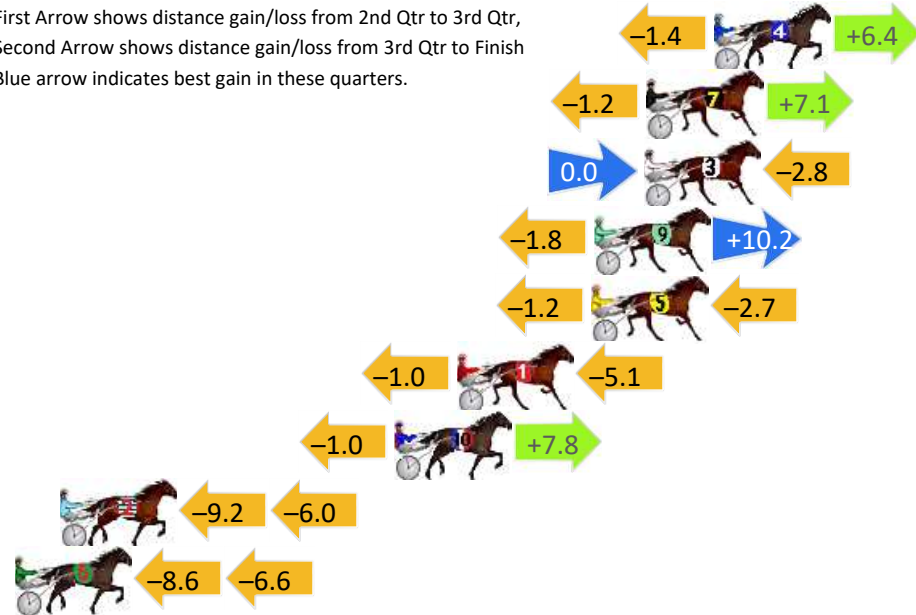 First Arrow shows distance gain/loss from 2nd Qtr to 3rd Qtr,
Second Arrow shows distance gain/loss from 3rd Qtr to Finish
Blue arrow indicates best gain in these quarters.
–1.4 4 +6.4
–1.2 7 +7.1
0.0 3 –2.8
–1.8 9 +10.2
–1.2 5 –2.7
–1.0 1 –5.1
–1.0 10 +7.8
2 –9.2 –6.0
6 –8.6 –6.6